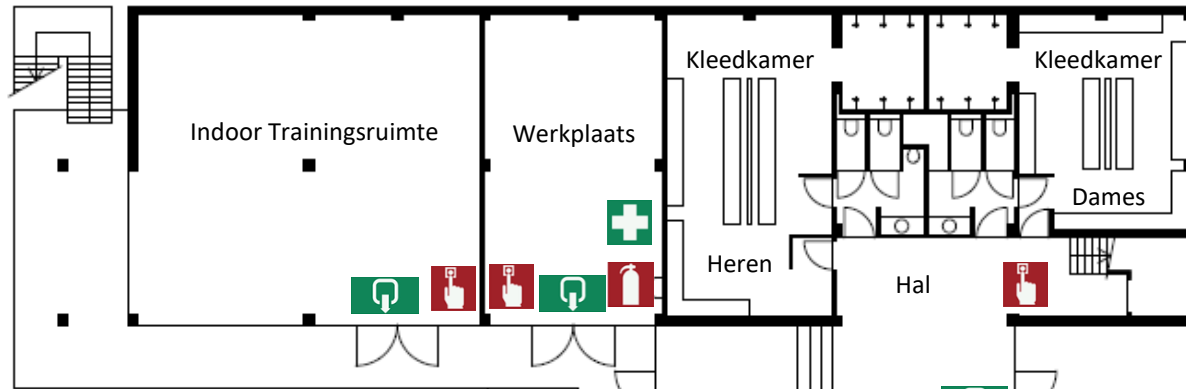 Kleedkamer
Kleedkamer
Indoor Trainingsruimte
Werkplaats
Dames
Heren
Hal